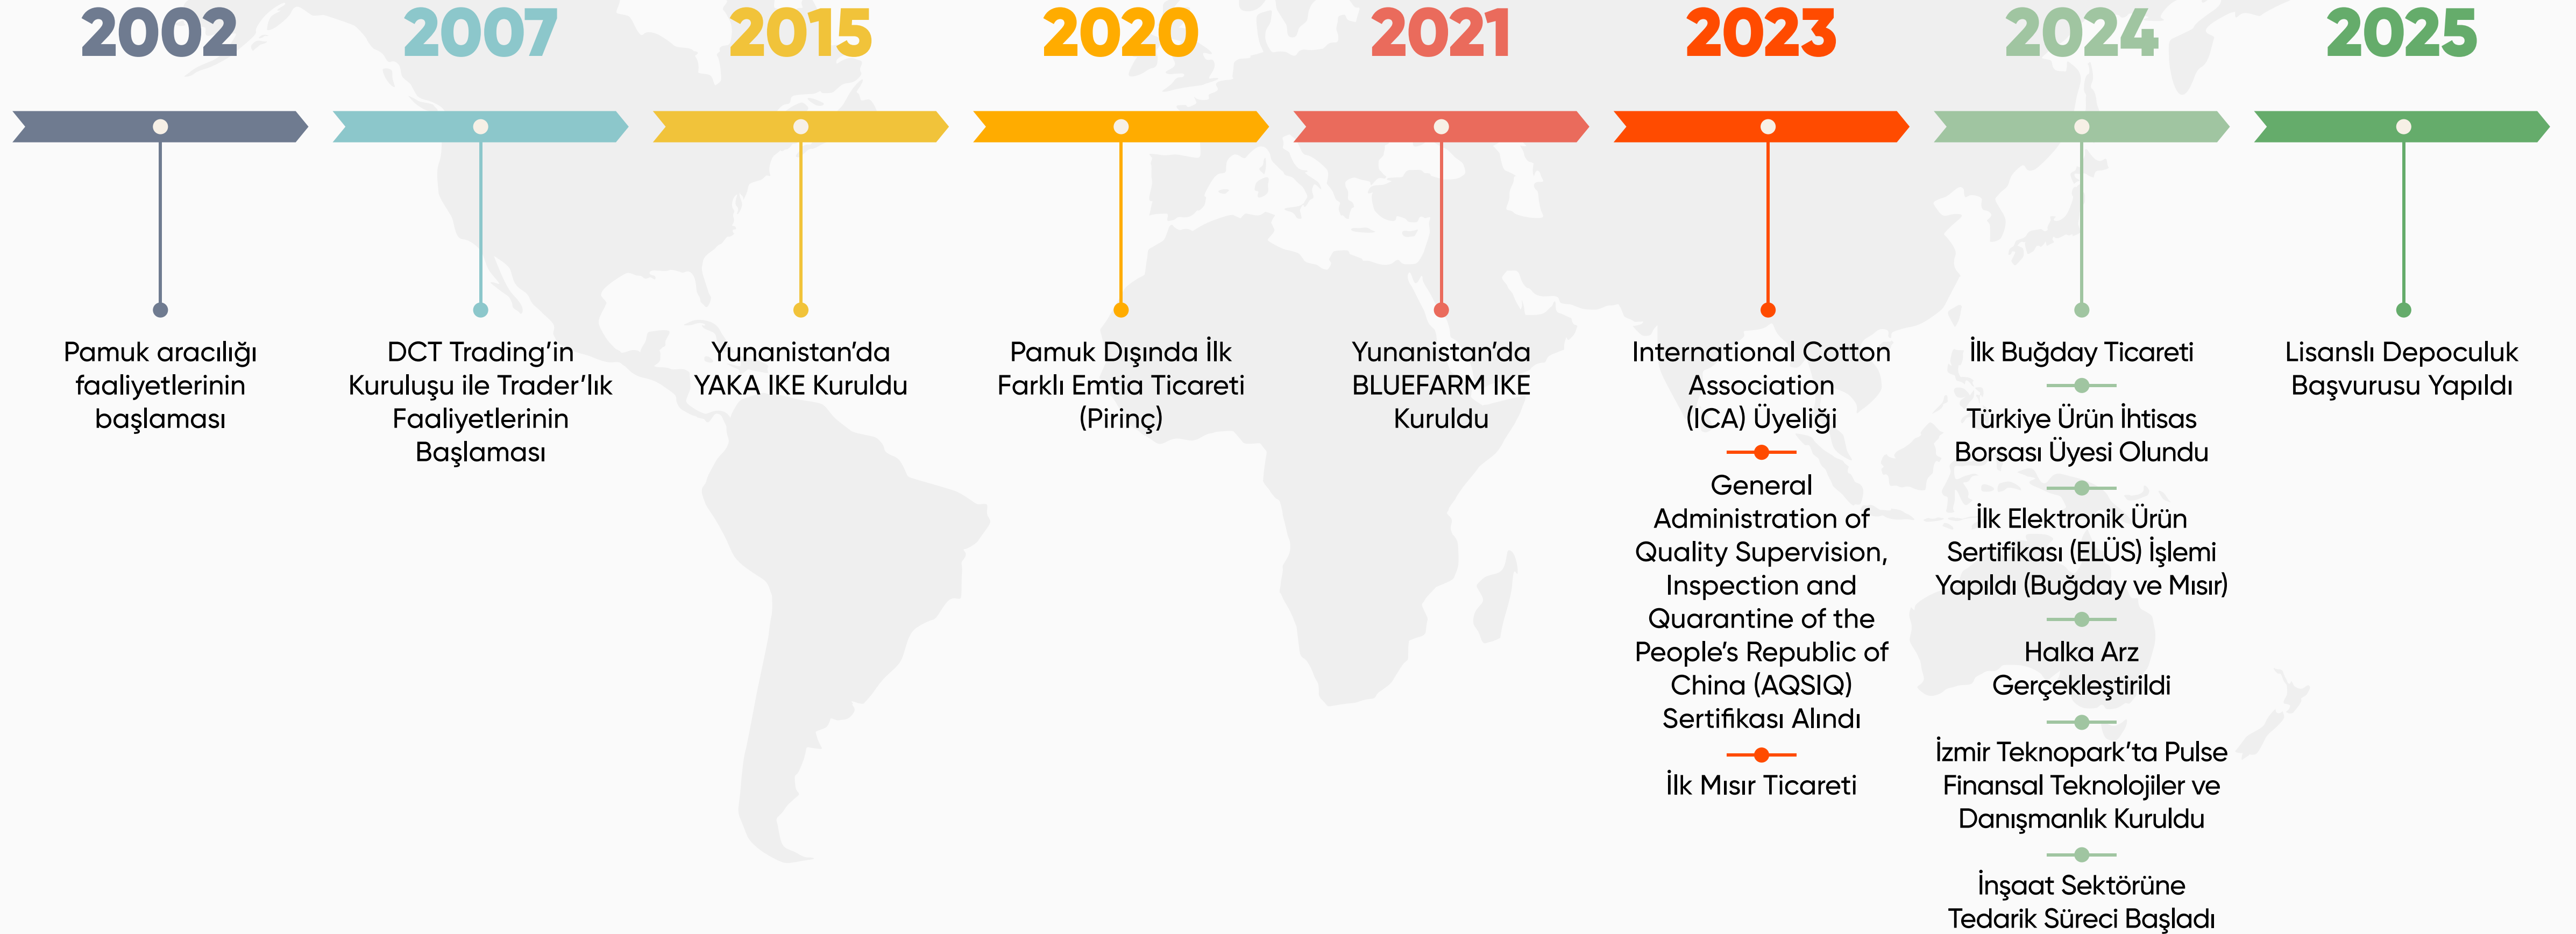 2002
Pamuk aracılığı
faaliyetlerinin
başlaması
2007
DCT Trading’in
Kuruluşu ile Trader’lık
Faaliyetlerinin
Başlaması
2015
Yunanistan’da
YAKA IKE Kuruldu
2020
Pamuk Dışında İlk
Farklı Emtia Ticareti
(Pirinç)
2021
Yunanistan’da
BLUEFARM IKE
Kuruldu
2023
International Cotton
Association
(ICA) Üyeliği
General
Administration of
Quality Supervision,
Inspection and
Quarantine of the
People’s Republic of
China (AQSIQ)
Sertifikası Alındı
İlk Mısır Ticareti
2024
İlk Buğday Ticareti
Türkiye Ürün İhtisas
Borsası Üyesi Olundu
İlk Elektronik Ürün
Sertifikası (ELÜS) İşlemi
Yapıldı (Buğday ve Mısır)
Halka Arz
Gerçekleştirildi
İzmir Teknopark’ta Pulse
Finansal Teknolojiler ve
Danışmanlık Kuruldu
İnşaat Sektörüne
Tedarik Süreci Başladı
2025
Lisanslı Depoculuk
Başvurusu Yapıldı